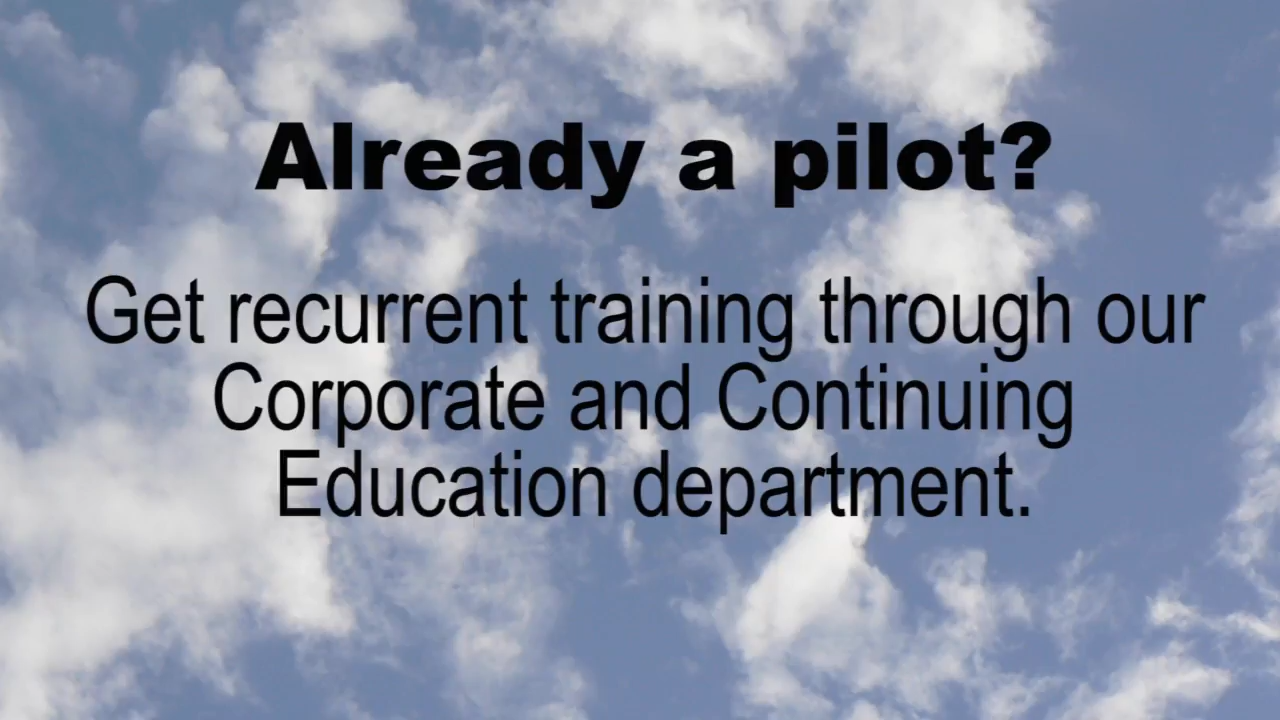 Already a pilot?
Get recurrent training through our
Corporate and Continuing
Education department.